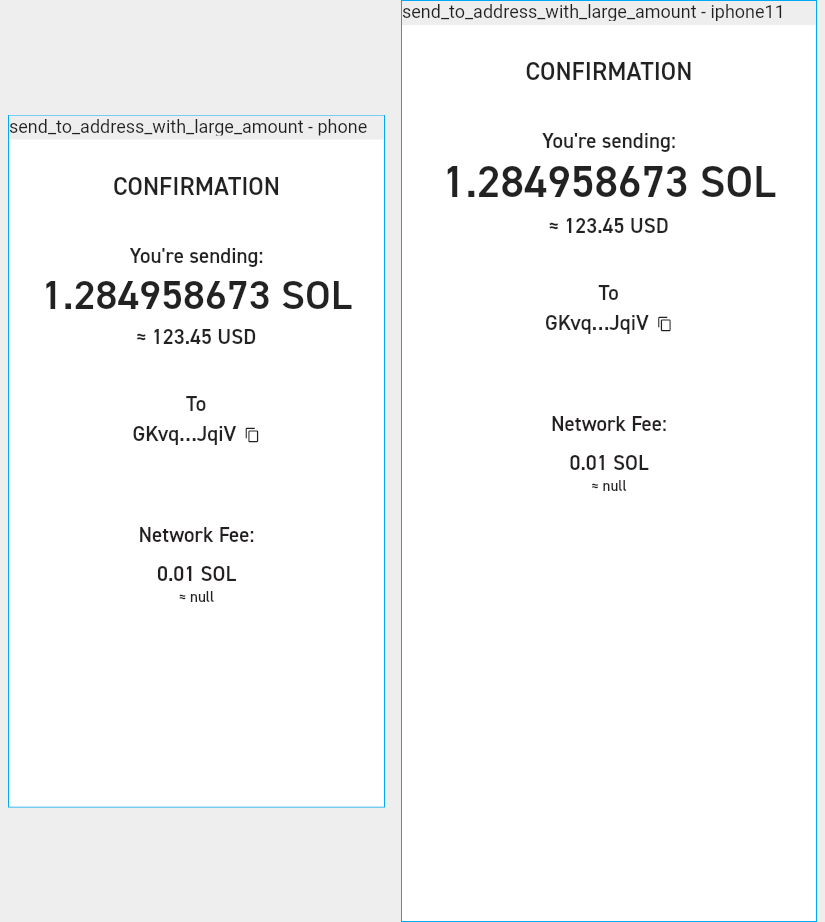 send_to_address_with_large_amount - phone
CONFIRMATION
You're sending:
1.284958673 SOL
≈ 123.45 USD
To
GKvq...JqiV
Network Fee:
0.01 SOL
≈ null
send_to_address_with_large_amount - iphone11
CONFIRMATION
You're sending:
1.284958673 SOL
≈ 123.45 USD
To
GKvq...JqiV
Network Fee:
0.01 SOL
≈ null